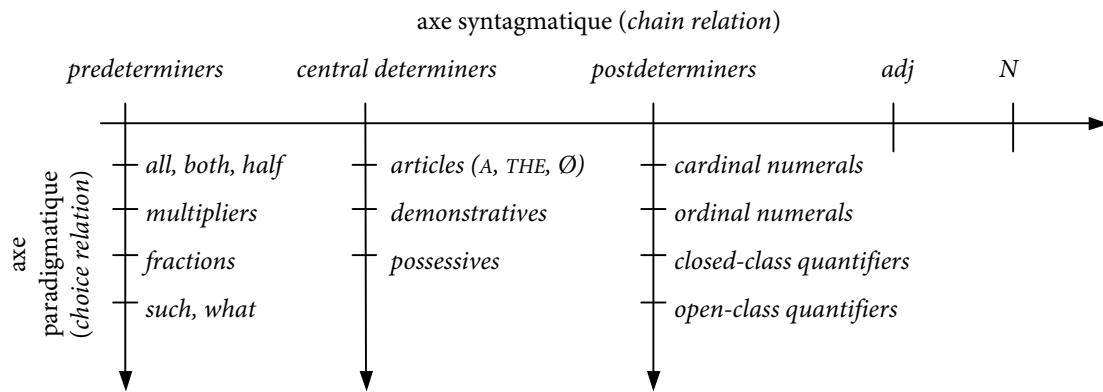 axe syntagmatique (chain relation)
predeterminers central determiners postdeterminers adj N
all, both, half articles (A, THE, Ø) cardinal numerals
multipliers demonstratives ordinal numerals
fractions possessives closed-class quantifiers
such, what open-class quantifiers
axe
paradigmatique
(choice relation)